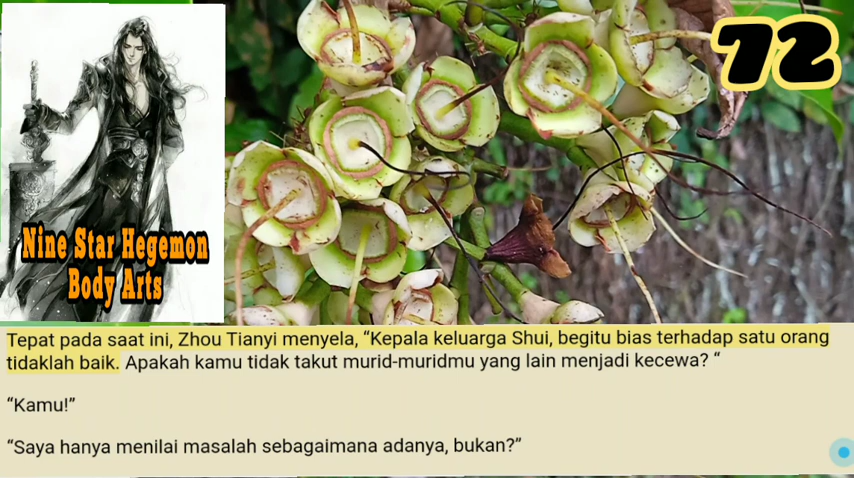 72
Nine Star Hegemon
Body Arts
Tepat pada saat ini, Zhou Tianyi menyela, “Kepala keluarga Shui, begitu bias terhadap satu orang
tidaklah baik. Apakah kamu tidak takut murid-muridmu yang lain menjadi kecewa? “
“Kamu!”
“Saya hanya menilai masalah sebagaimana adanya, bukan?”